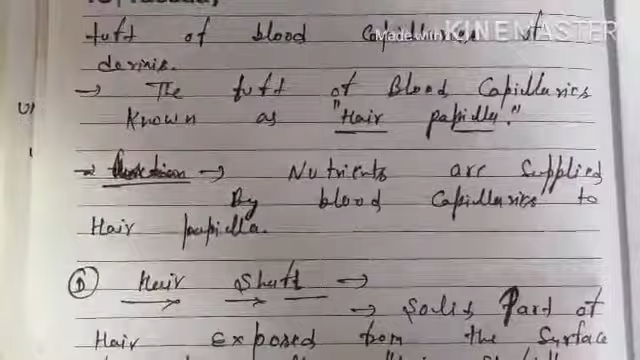 Tuesday
Made with KINEMASTER
tuft of blood Capillaries of
dermis.
→ The tuft of Blood Capillaries
Known as "Hair papilla."
→ Function → Nutrients are Supplied
By blood Capillaries to
Hair papilla.
① Hair Shaft →
→ Solid Part of
Hair exposed from the Surface